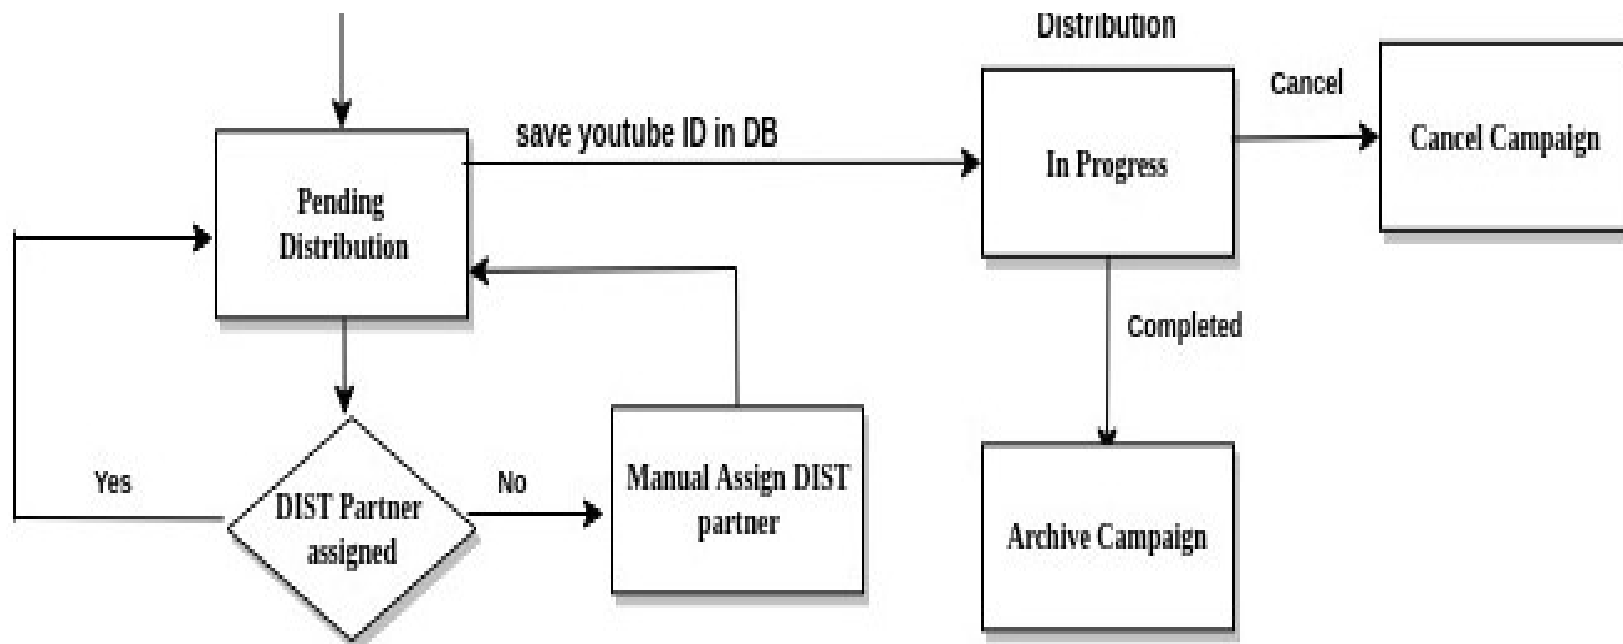 Distribution
Cancel
save youtube ID in DB
Cancel Campaign
In Progress
Pending
Distribution
Completed
Yes
No
Manual Assign DIST
partner
DIST Partner
assigned
Archive Campaign